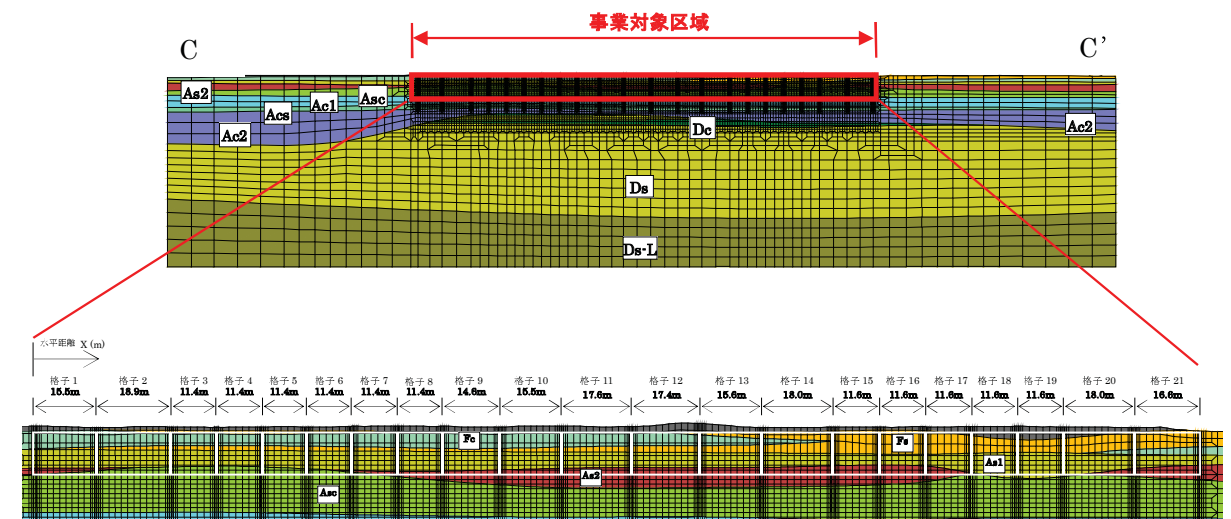 事業対象区域
C
C’
As2
Asc
Ac1
Acs
Ac2
Ac2
Dc
Ds
Ds-L
水平距離 X (m)
格子 1 格子 2 格子 3 格子 4 格子 5 格子 6 格子 7 格子 8 格子 9 格子 10 格子 11 格子 12 格子 13 格子 14 格子 15 格子 16 格子 17 格子 18 格子 19 格子 20 格子 21
15.5m 18.9m 11.4m 11.4m 11.4m 11.4m 11.4m 11.4m 14.6m 15.5m 17.6m 17.4m 15.6m 18.0m 11.6m 11.6m 11.6m 11.6m 11.6m 18.0m 16.6m
Fc
Fs
As1
As2
Asc